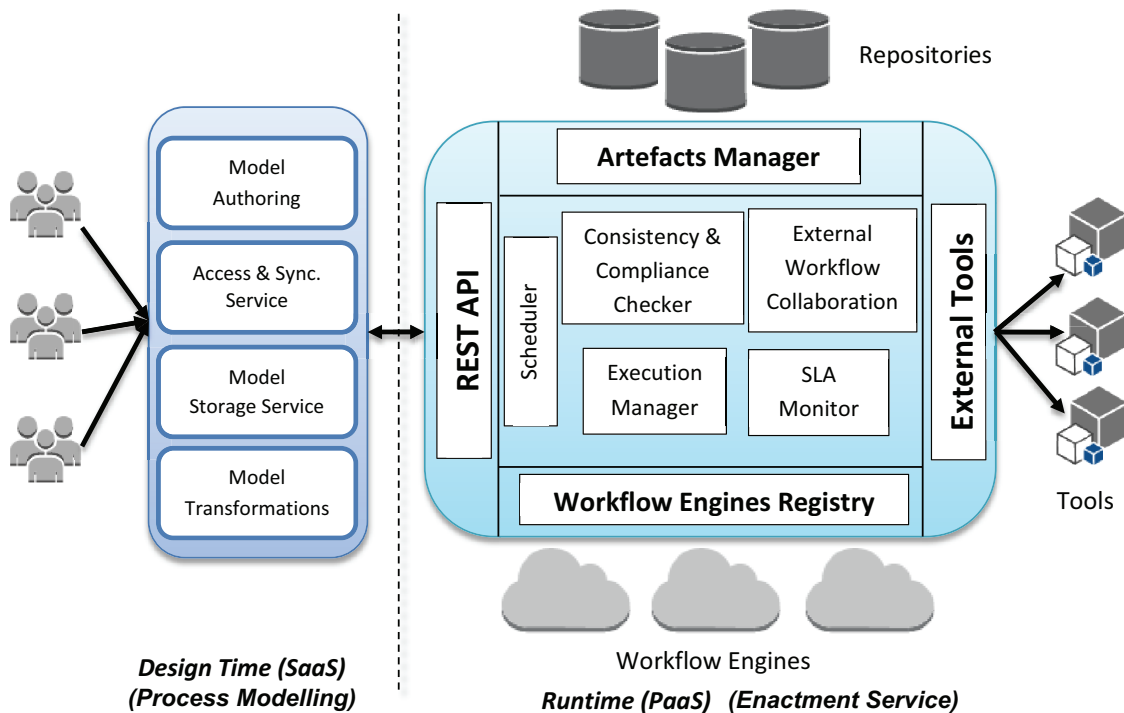 Repositories
Model
Authoring
Access & Sync.
Service
Model
Storage Service
Model
Transformations
Artefacts Manager
REST API
Scheduler
Consistency &
Compliance
Checker
External
Workflow
Collaboration
Execution
Manager
SLA
Monitor
External Tools
Workflow Engines Registry
Tools
Workflow Engines
Design Time (SaaS)
(Process Modelling)
Runtime (PaaS) (Enactment Service)